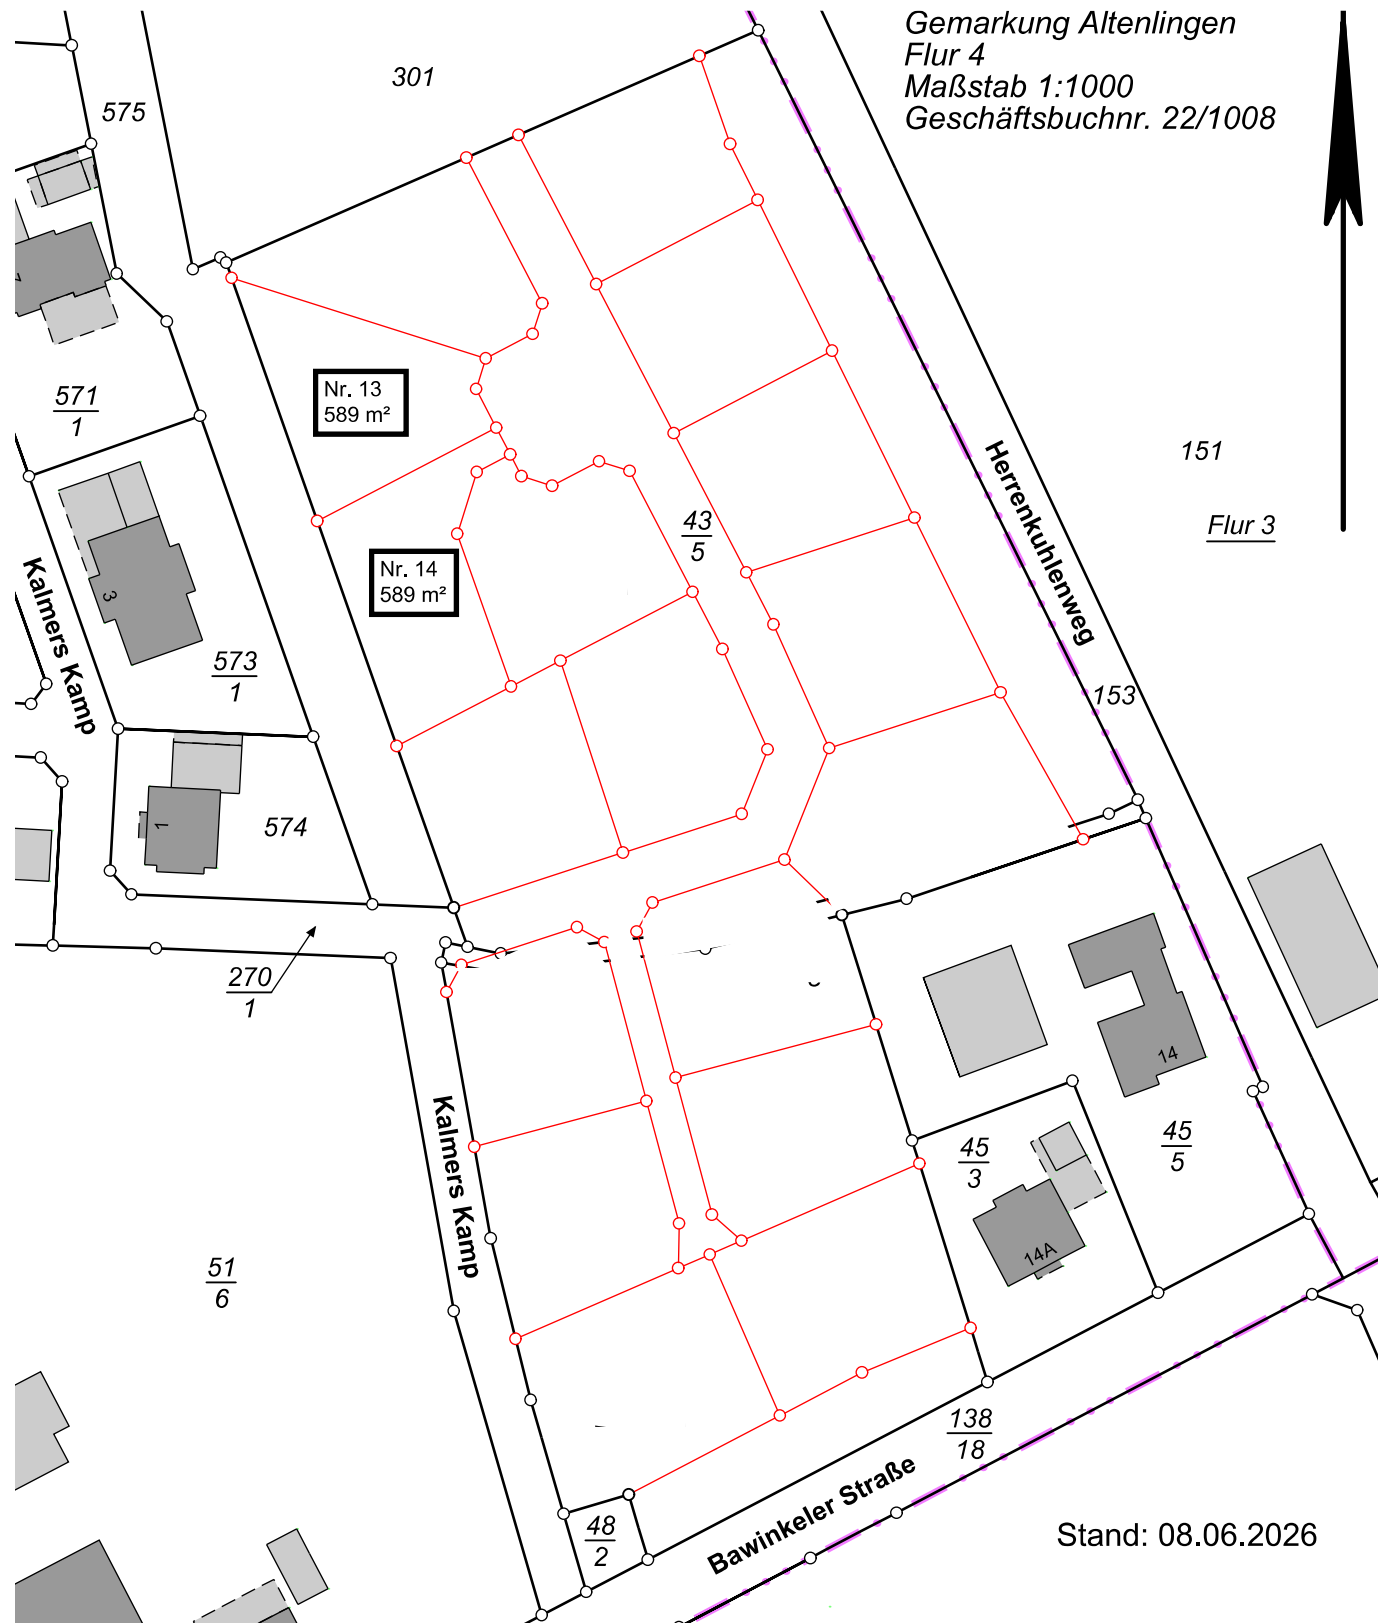 Gemarkung Altenlingen
Flur 4
Maßstab 1:1000
Geschäftsbuchnr. 22/1008
301
575
571
1
Nr. 13
589 m²
151
Flur 3
Herrenkuhlenweg
43
5
Nr. 14
589 m²
Kalmers Kamp
3
573
1
153
1
574
270
1
14
Kalmers Kamp
45
3
45
5
14A
51
6
138
18
Bawinkeler Straße
48
2
Stand: 08.06.2026